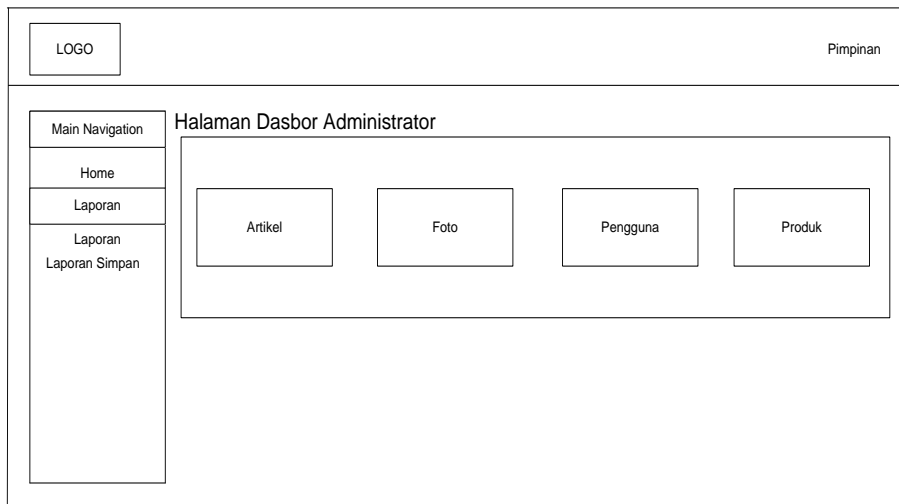 LOGO
Pimpinan
Main Navigation
Home
Laporan
Laporan
Laporan Simpan
Halaman Dasbor Administrator
Artikel
Foto
Pengguna
Produk